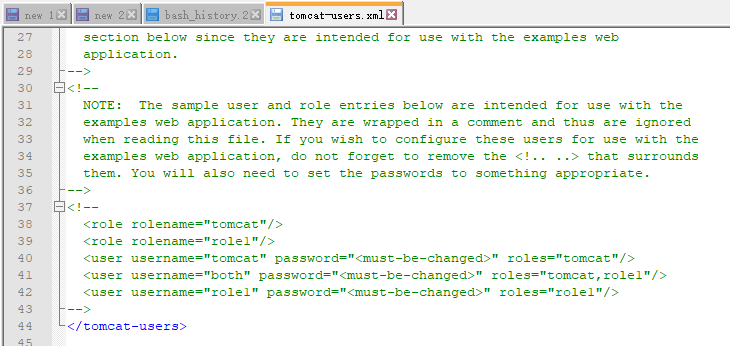 new 1 new 2 bash_history.2 tomcat-users.xml
27 section below since they are intended for use with the examples web
28 application.
29 -->
30 <!--
31 NOTE:  The sample user and role entries below are intended for use with the
32 examples web application. They are wrapped in a comment and thus are ignored
33 when reading this file. If you wish to configure these users for use with the
34 examples web application, do not forget to remove the <!.. ..> that surrounds
35 them. You will also need to set the passwords to something appropriate.
36 -->
37 <!--
38 <role rolename="tomcat"/>
39 <role rolename="role1"/>
40 <user username="tomcat" password="<must-be-changed>" roles="tomcat"/>
41 <user username="both" password="<must-be-changed>" roles="tomcat,role1"/>
42 <user username="role1" password="<must-be-changed>" roles="role1"/>
43 -->
44 </tomcat-users>
45